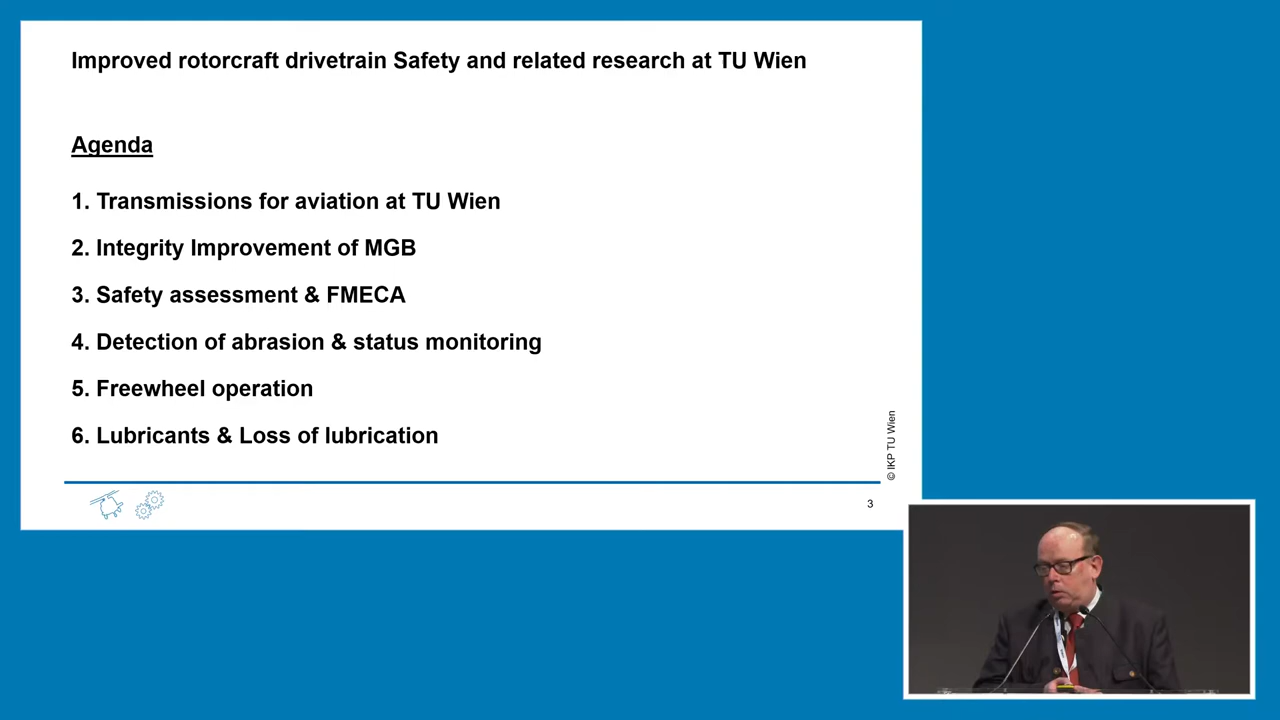 Improved rotorcraft drivetrain Safety and related research at TU Wien
Agenda
1. Transmissions for aviation at TU Wien
2. Integrity Improvement of MGB
3. Safety assessment & FMECA
4. Detection of abrasion & status monitoring
5. Freewheel operation
6. Lubricants & Loss of lubrication
© IKP TU Wien
3